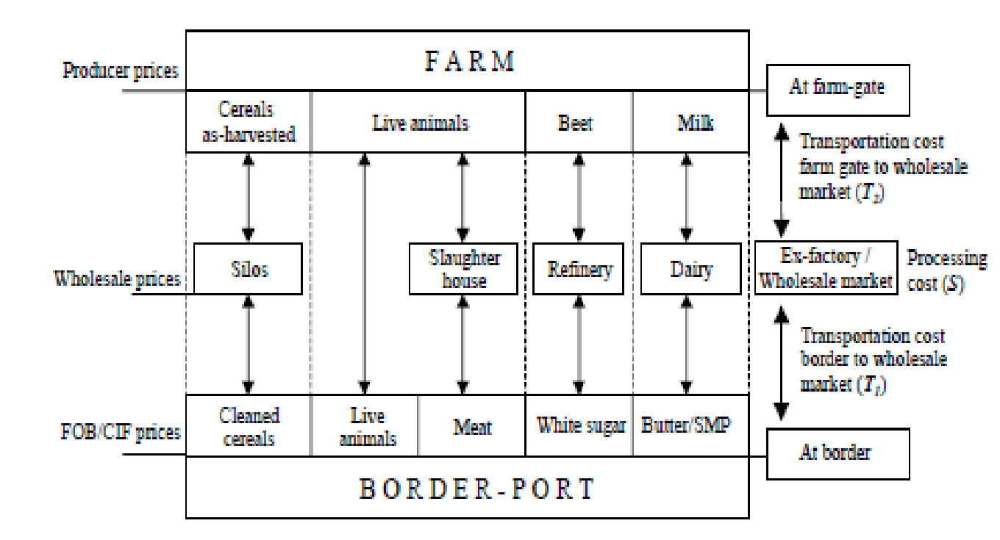 FARM
Producer prices
At farm-gate
Cereals
as-harvested
Live animals
Beet
Milk
Transportation cost
farm gate to wholesale
market (T2)
Wholesale prices
Silos
Slaughter
house
Refinery
Dairy
Ex-factory /
Wholesale market
Processing
cost (S)
Transportation cost
border to wholesale
market (T1)
FOB/CIF prices
Cleaned
cereals
Live
animals
Meat
White sugar
Butter/SMP
At border
BORDER-PORT